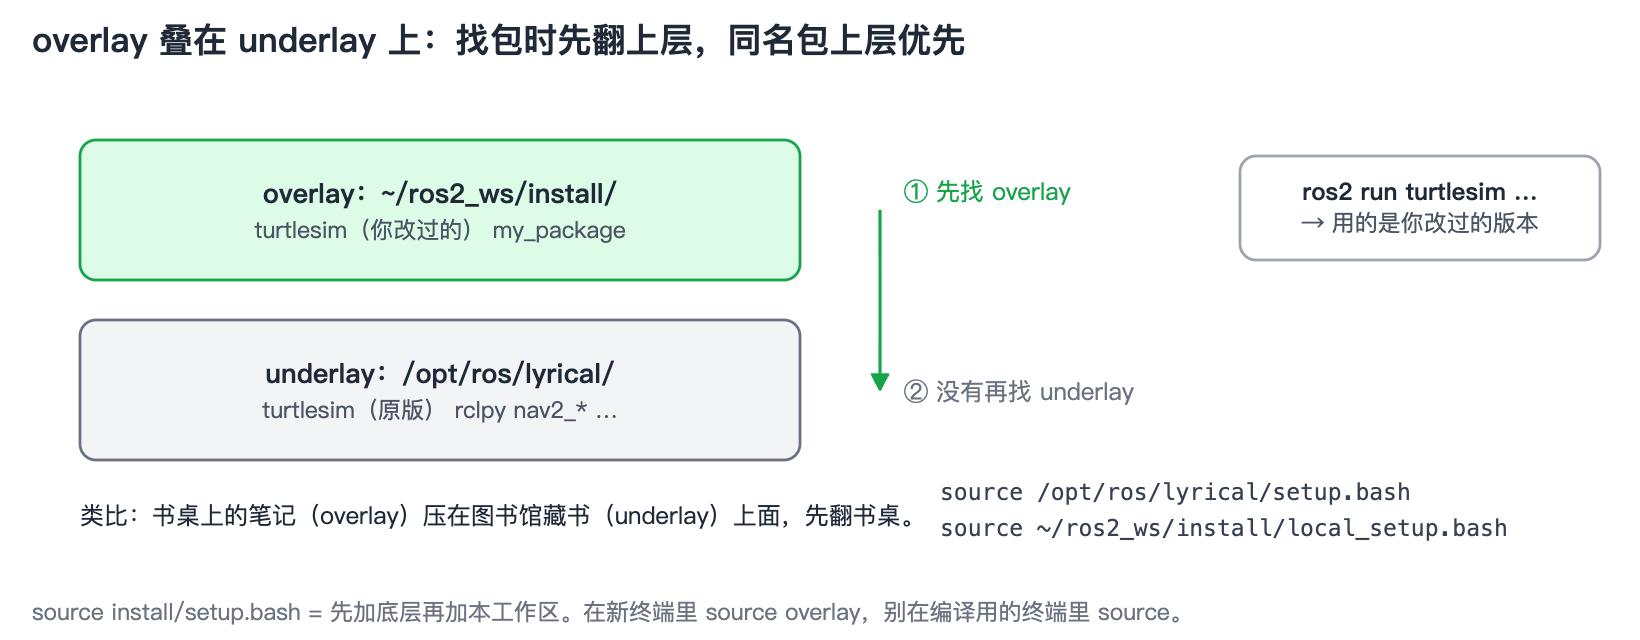 overlay 叠在 underlay 上：找包时先翻上层，同名包上层优先
overlay：~/ros2_ws/install/
turtlesim（你改过的） my_package
① 先找 overlay
ros2 run turtlesim …
→ 用的是你改过的版本
underlay：/opt/ros/lyrical/
turtlesim（原版） rclpy nav2_* …
② 没有再找 underlay
类比：书桌上的笔记（overlay）压在图书馆藏书（underlay）上面，先翻书桌。
source /opt/ros/lyrical/setup.bash
source ~/ros2_ws/install/local_setup.bash
source install/setup.bash = 先加底层再加本工作区。在新终端里 source overlay，别在编译用的终端里 source。